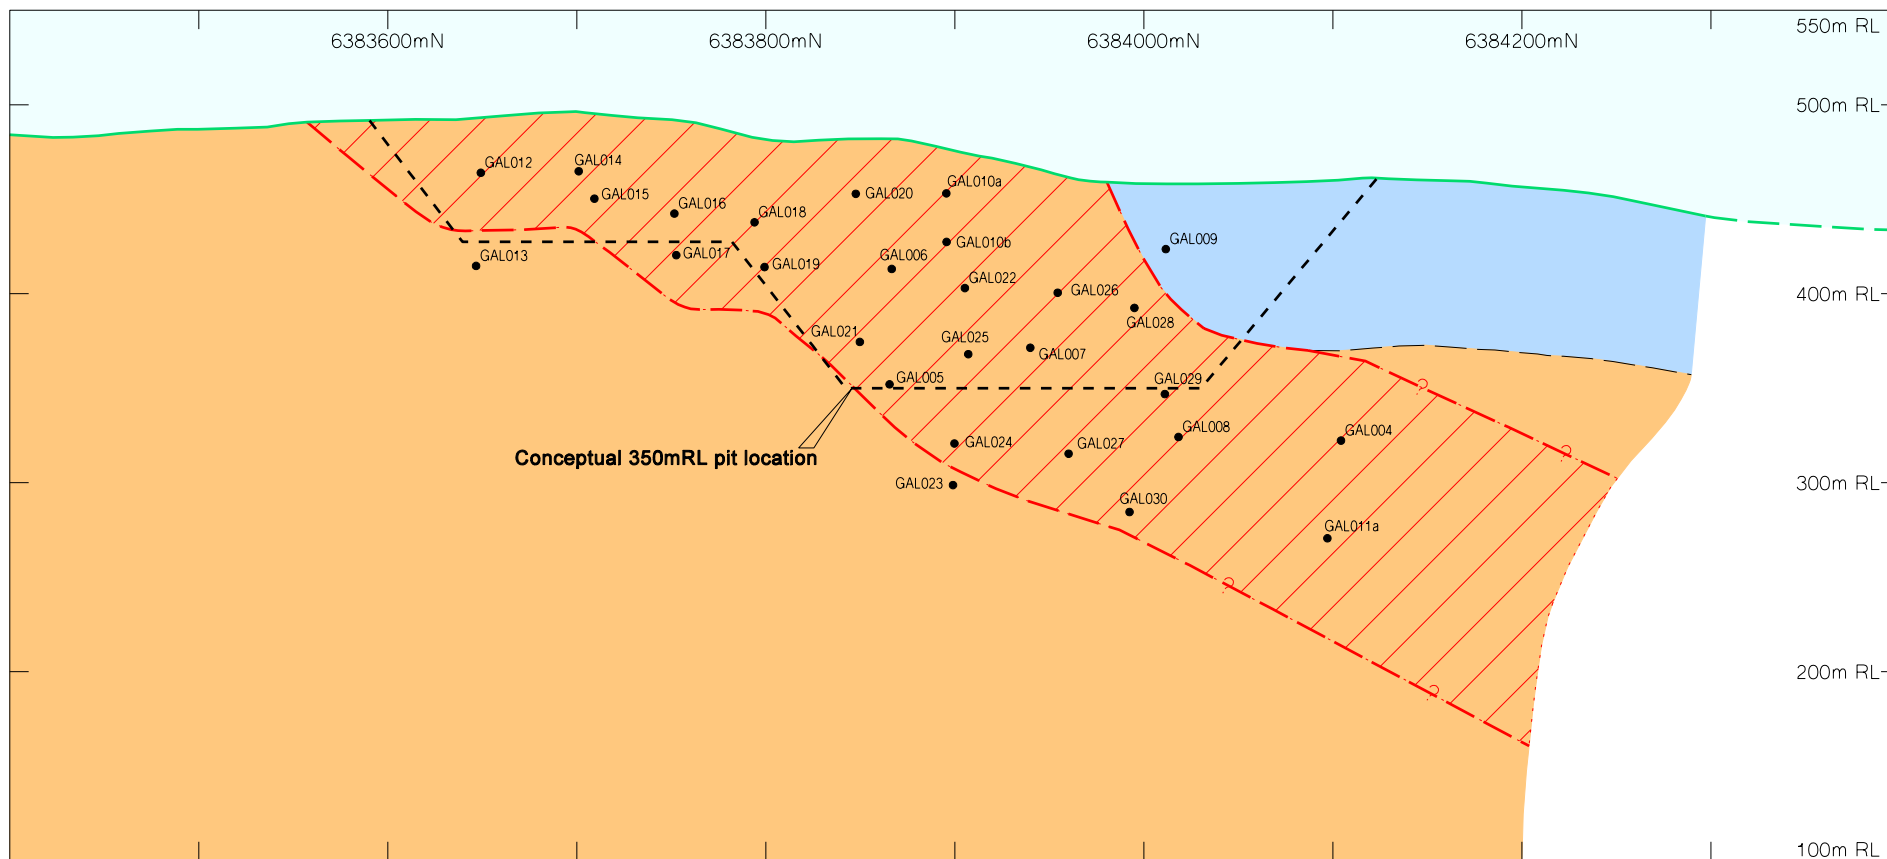 550m RL
6383600mN
6383800mN
6384000mN
6384200mN
500m RL
GAL012
GAL014
GAL015
GAL016
GAL018
GAL020
GAL010a
GAL010b
GAL009
GAL013
GAL017
GAL019
GAL006
GAL022
GAL026
400m RL
GAL028
GAL021
GAL025
GAL007
GAL005
GAL029
?
GAL024
GAL027
GAL008
GAL004
?
Conceptual 350mRL pit location
GAL023
300m RL
GAL030
GAL011a
?
200m RL
?
100m RL